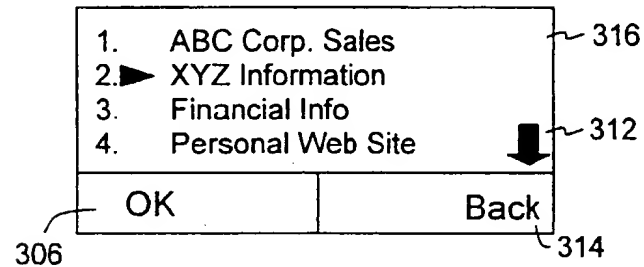 1. ABC Corp. Sales
2. XYZ Information
3. Financial Info
4. Personal Web Site
OK Back
316
312
306
314